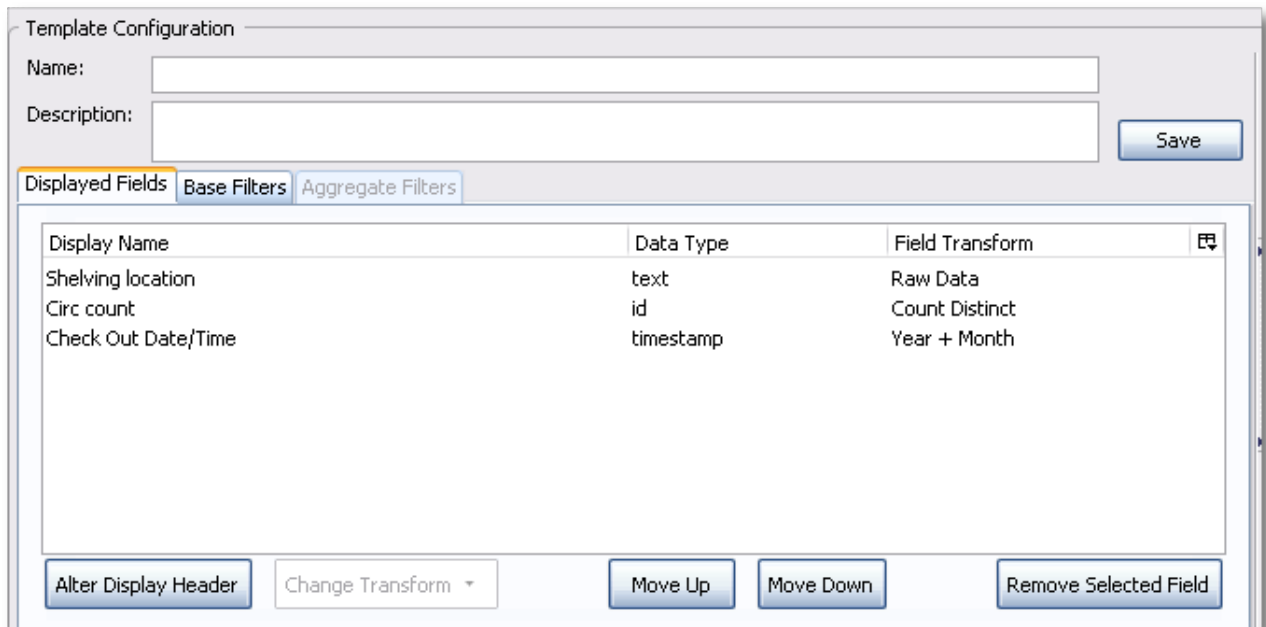 Template Configuration
Name:
Description:
Save
Displayed Fields Base Filters Aggregate Filters
Display Name Data Type Field Transform
Shelving location text Raw Data
Circ count id Count Distinct
Check Out Date/Time timestamp Year + Month
Alter Display Header Change Transform Move Up Move Down Remove Selected Field